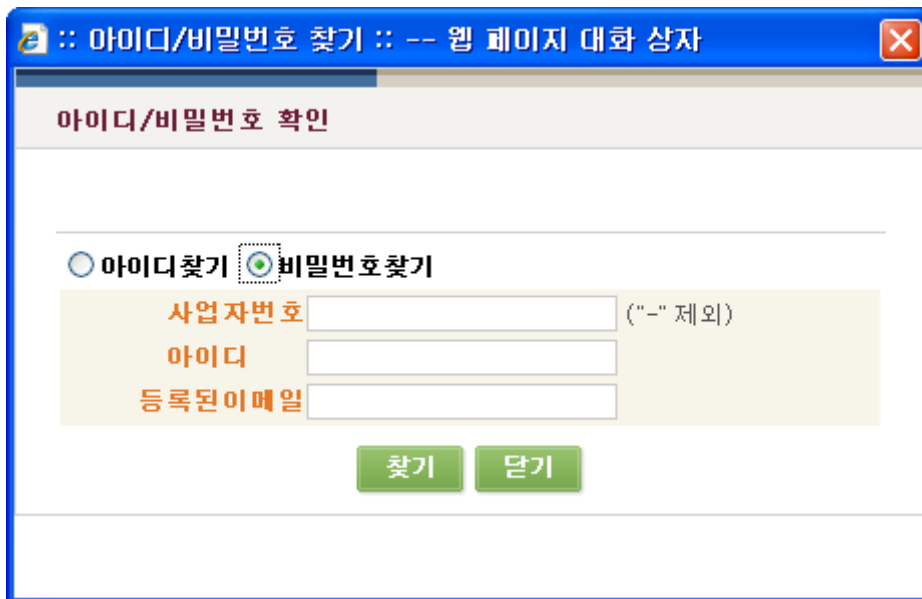 :: 아이디/비밀번호 찾기 :: -- 웹 페이지 대화 상자
아이디/비밀번호 확인
아이디찾기 비밀번호찾기
사업자번호 ("-" 제외)
아이디
등록된이메일
찾기 닫기